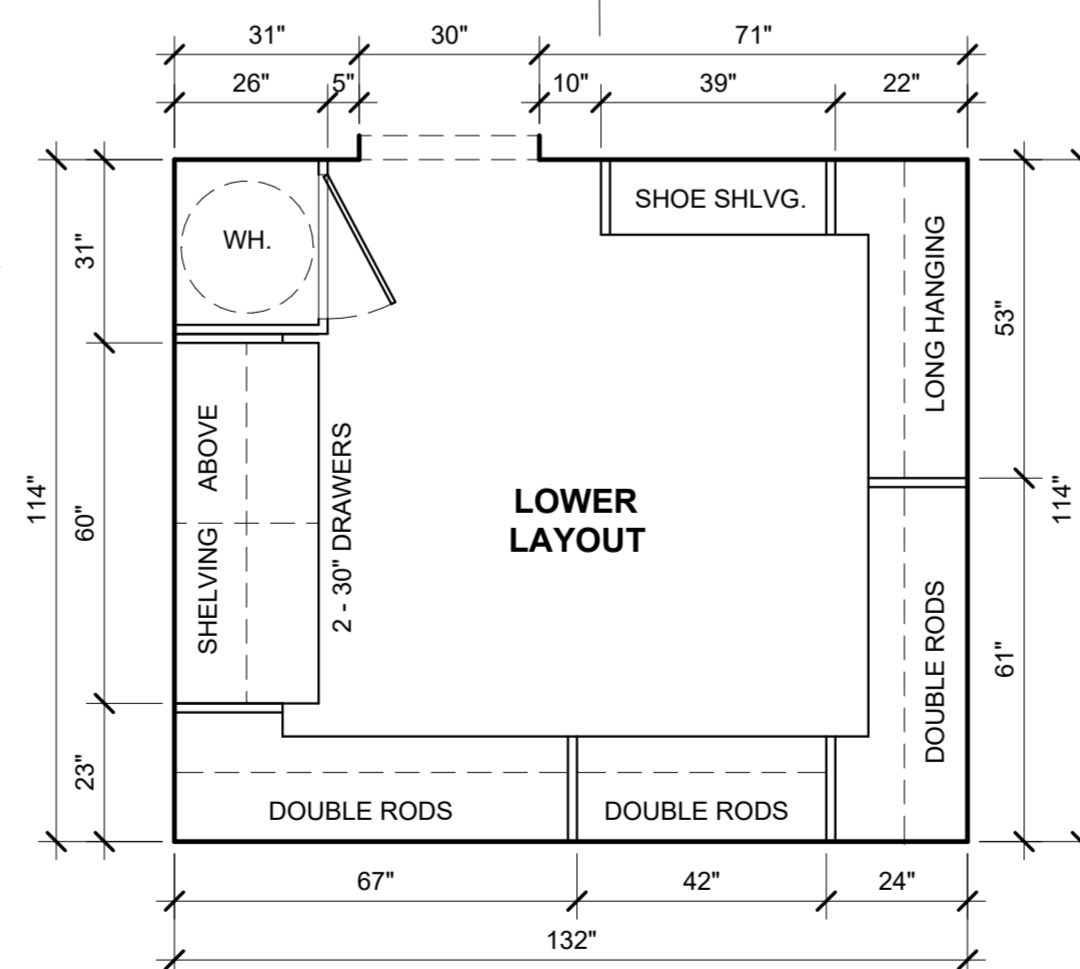 31" 30" 71"
26" 5" 10" 39" 22"
SHOE SHLVG.
WH.
31"
LONG HANGING
53"
SHELVING ABOVE
2 - 30" DRAWERS
LOWER
LAYOUT
114"
60"
114"
DOUBLE RODS
61"
23"
DOUBLE RODS DOUBLE RODS
67" 42" 24"
132"